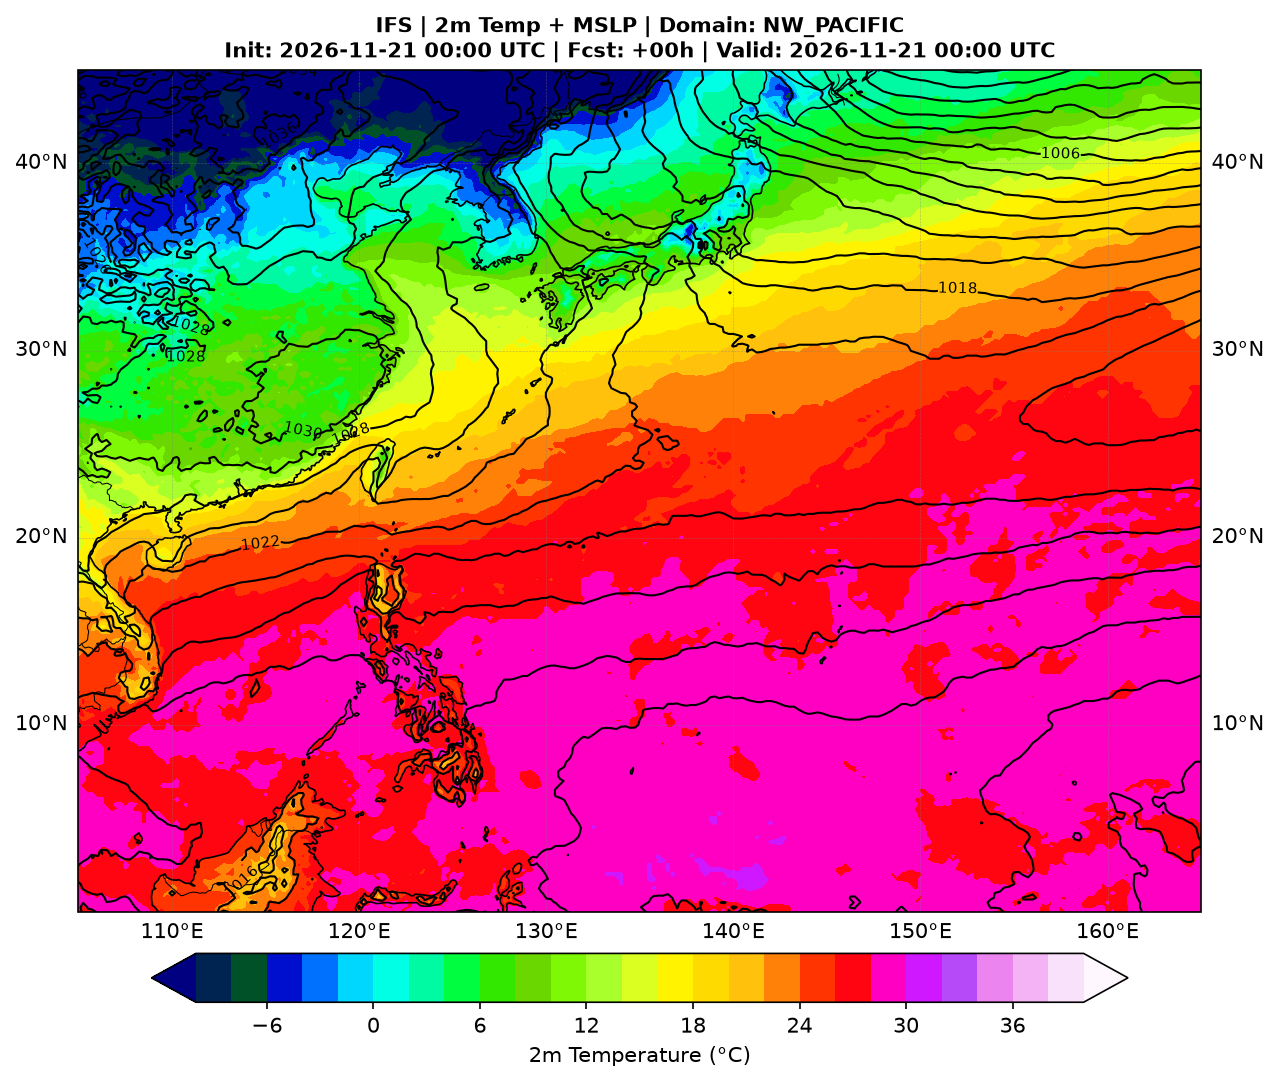 IFS | 2m Temp + MSLP | Domain: NW_PACIFIC
Init: 2026-11-21 00:00 UTC | Fcst: +00h | Valid: 2026-11-21 00:00 UTC
40°N
40°N
1006
1018
1028
30°N
1028
30°N
1030
1028
20°N
1022
20°N
10°N
10°N
1016
110°E
120°E
130°E
140°E
150°E
160°E
−6
0
6
12
18
24
30
36
2m Temperature (°C)